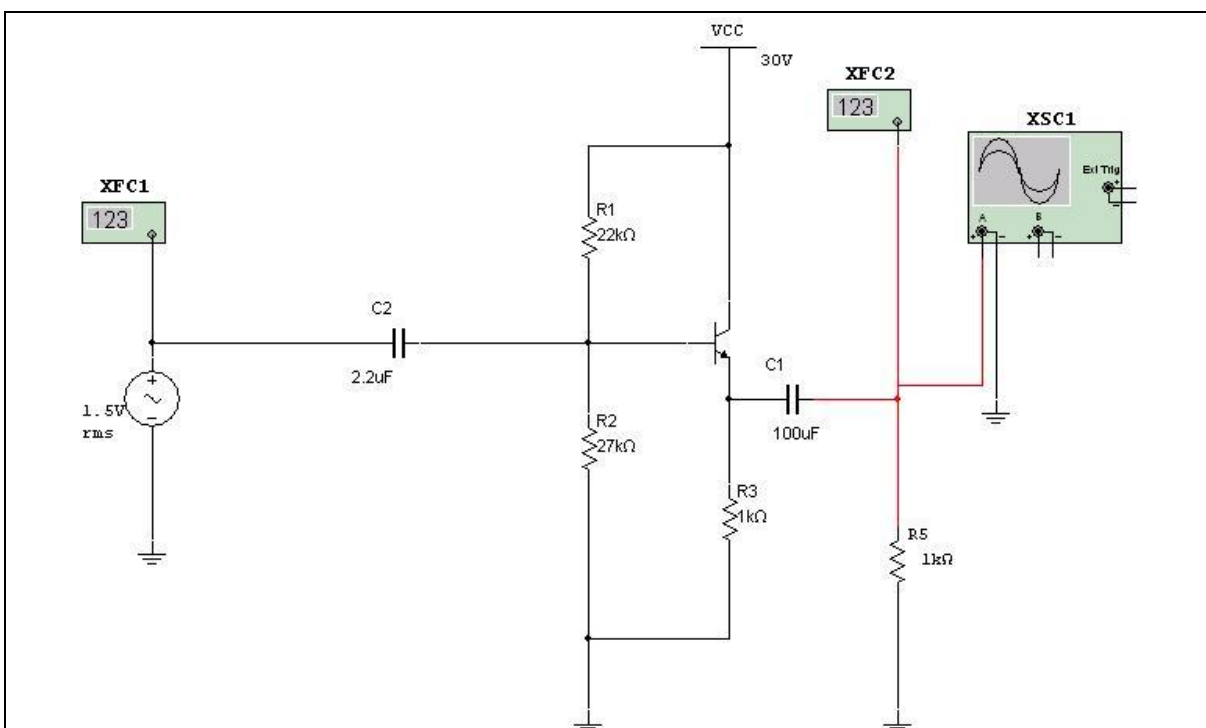 VCC
30V
XFC2
123
XSC1
Ext Trig
+
-
A
B
+ -
+ -
XFC1
123
R1
22kΩ
C2
2.2uF
C1
100uF
+
-
1.5V
rms
R2
27kΩ
R3
1kΩ
R5
1kΩ